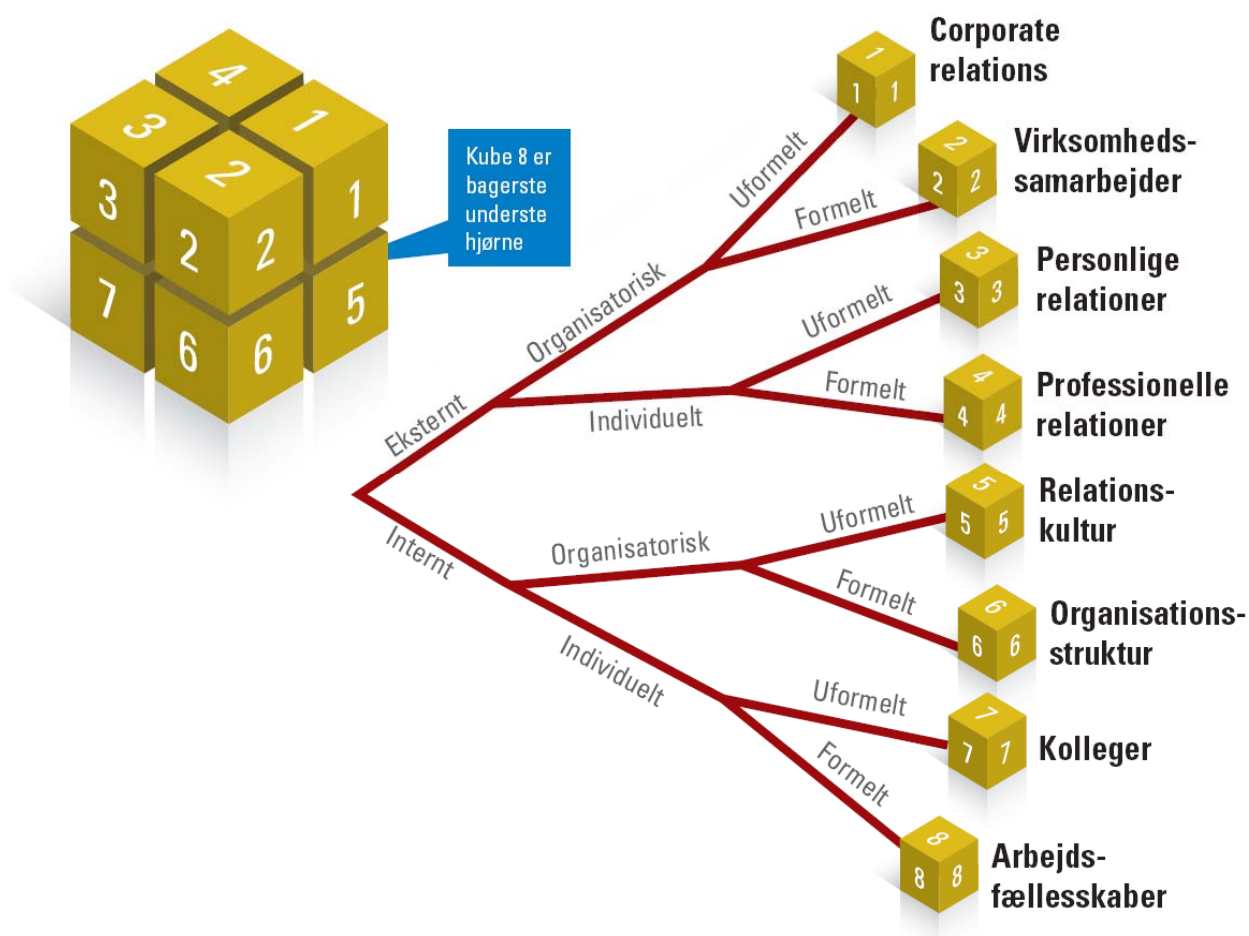 4
3
1
2
3
1
2
2
7
5
6
6
Kube 8 er
bagerste
underste
hjørne
Eksternt
Internt
Organisatorisk
Individuelt
Organisatorisk
Individuelt
Uformelt
Formelt
Uformelt
Formelt
Uformelt
Formelt
Uformelt
Formelt
1
1 1
Corporate
relations
2
2 2
Virksomheds-
samarbejder
3
3 3
Personlige
relationer
4
4 4
Professionelle
relationer
5
5 5
Relations-
kultur
6
6 6
Organisations-
struktur
7
7 7
Kolleger
8
8 8
Arbejds-
fællesskaber